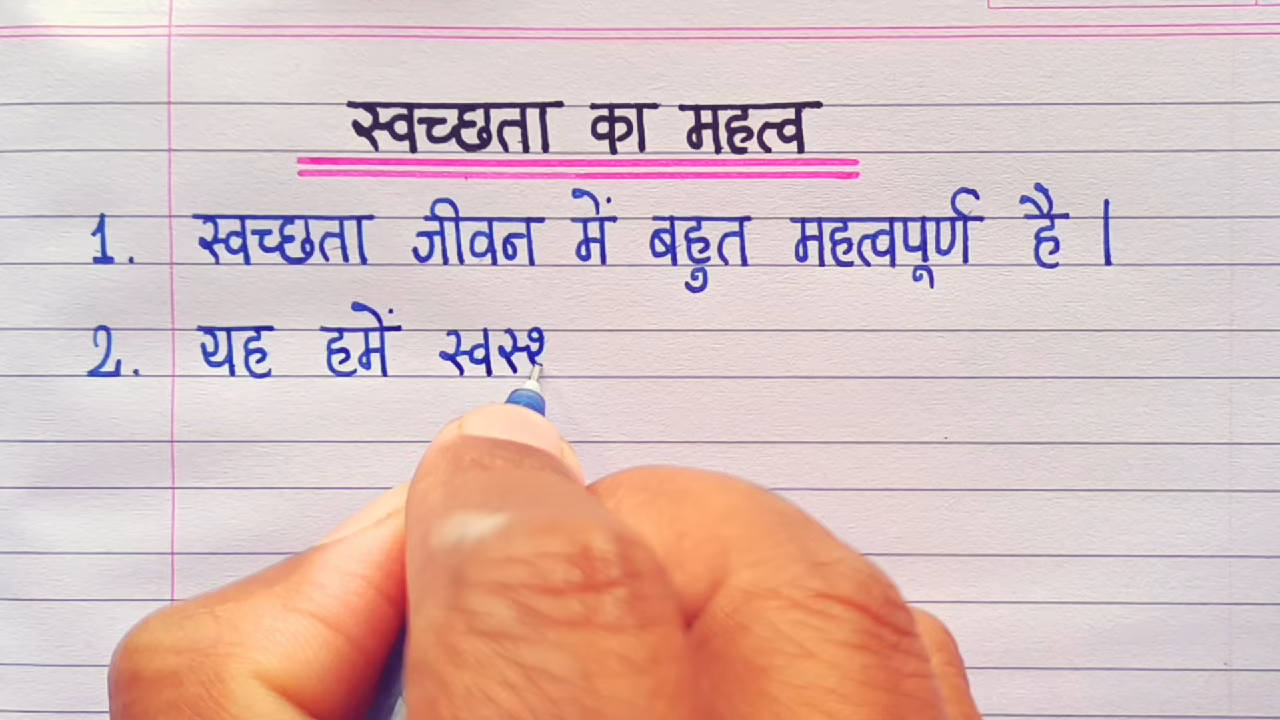 स्वच्छता का महत्व
1. स्वच्छता जीवन में बहुत महत्वपूर्ण है |
2. यह हमें